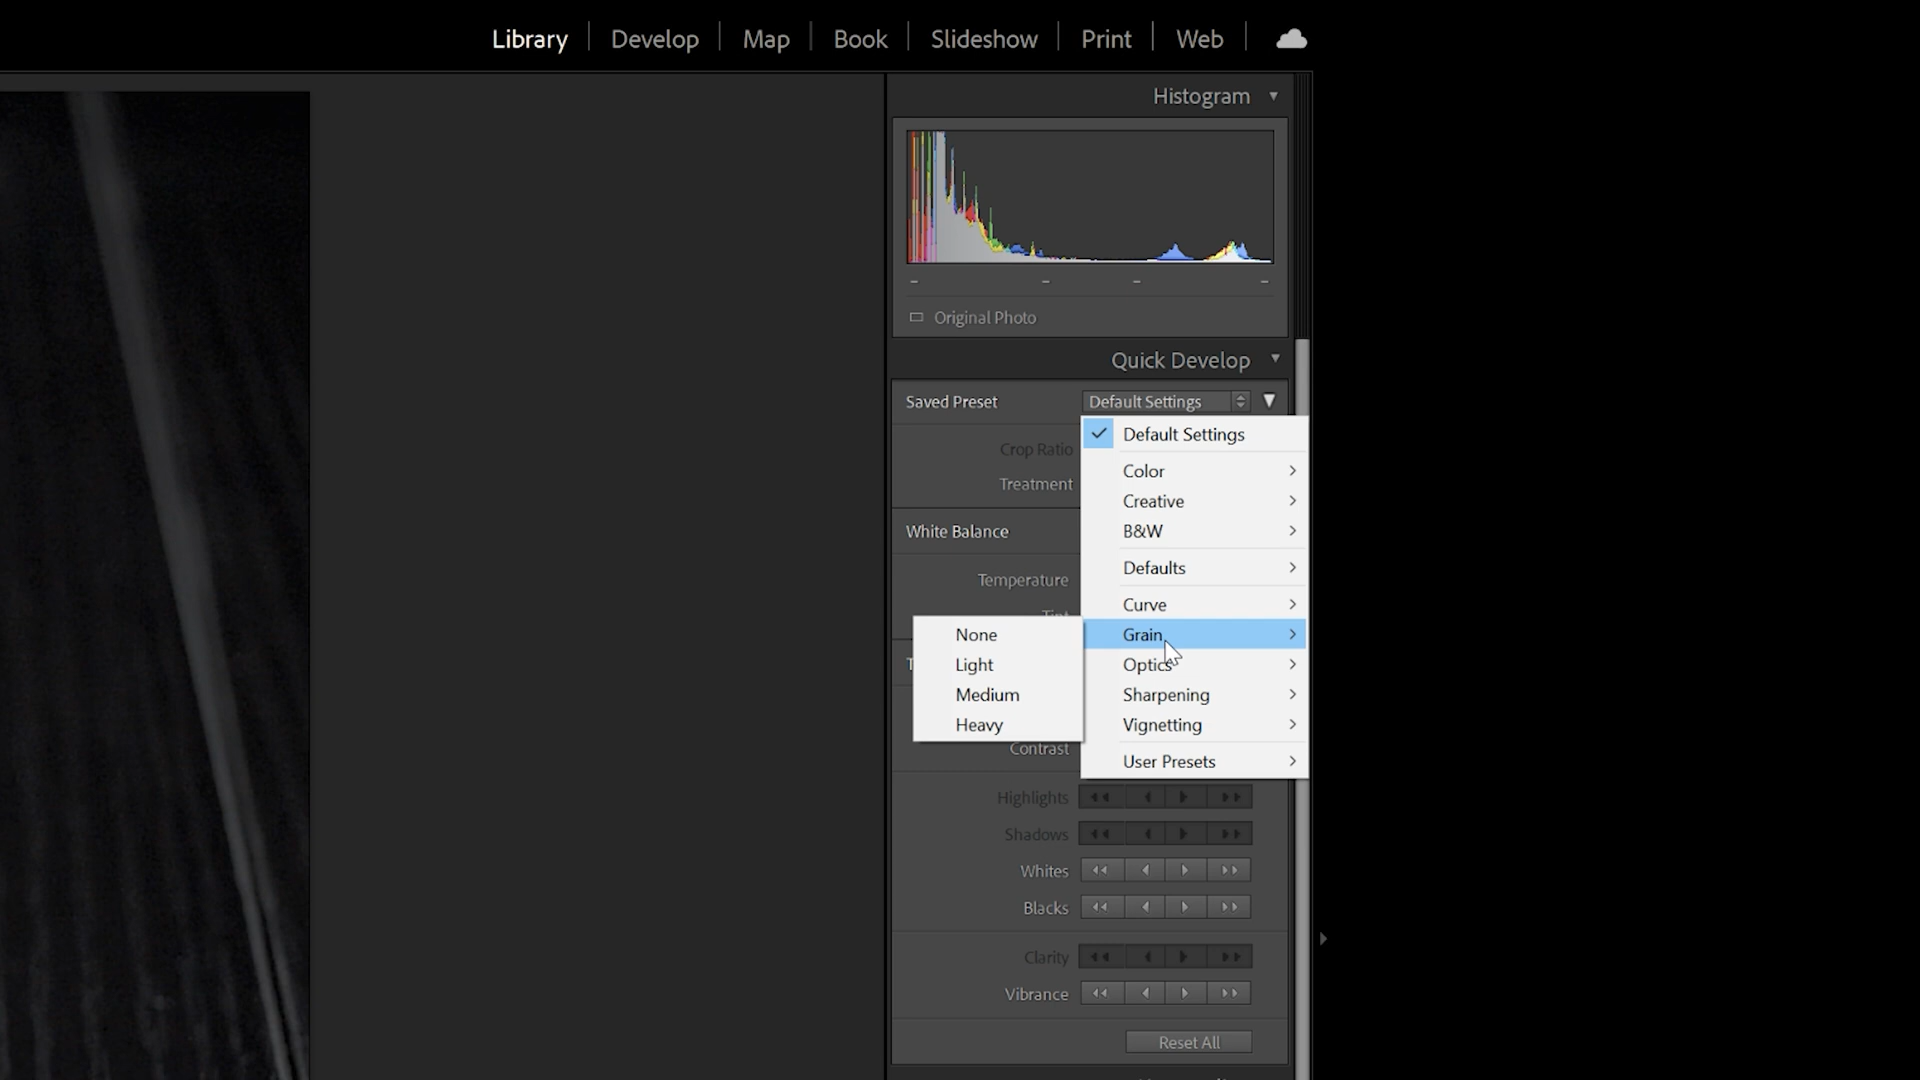 Library Develop Map Book Slideshow Print Web
Histogram
Original Photo
Quick Develop
Saved Preset Default Settings
Default Settings
Crop Ratio
Color
Treatment
Creative
White Balance
B&W
Defaults
Temperature
Curve
None
Grain
Light
Optics
Medium
Sharpening
Heavy
Vignetting
Contrast
User Presets
Highlights
Shadows
Whites
Blacks
Clarity
Vibrance
Reset All